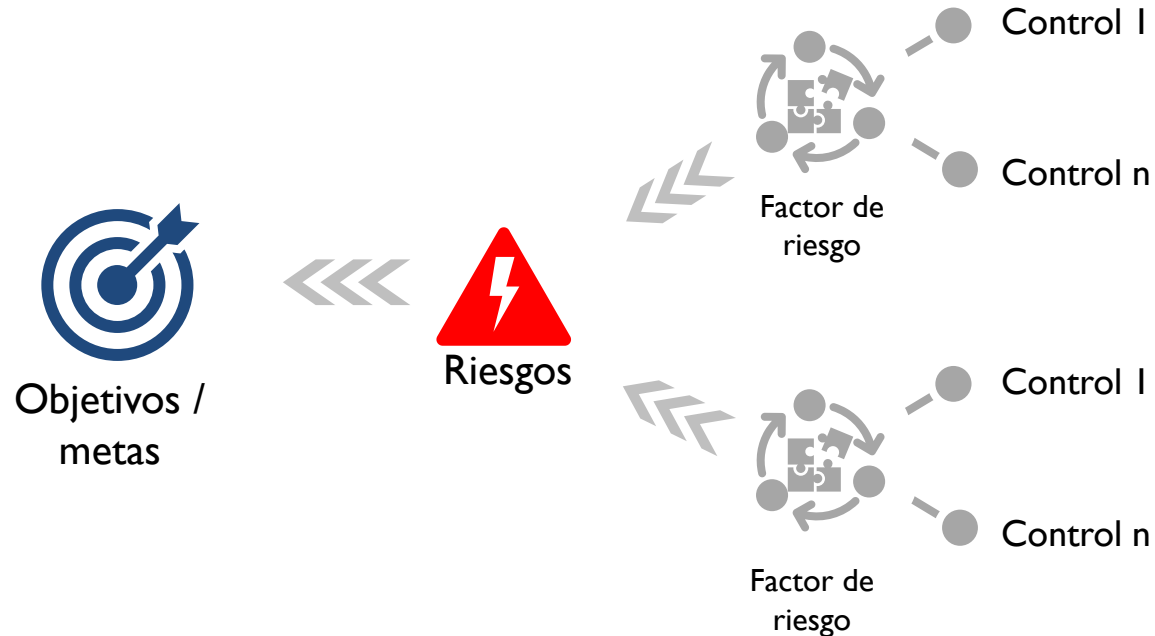 Control 1
Control n
Factor de
riesgo
Objetivos /
metas
Riesgos
Control 1
Control n
Factor de
riesgo